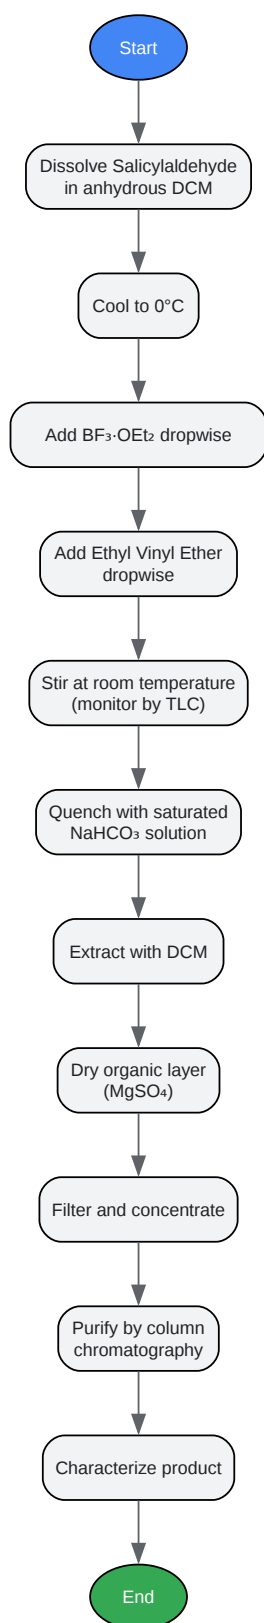 Start
Dissolve Salicylaldehyde
in anhydrous DCM
Cool to 0°C
Add BF₃·OEt₂ dropwise
Add Ethyl Vinyl Ether
dropwise
Stir at room temperature
(monitor by TLC)
Quench with saturated
NaHCO₃ solution
Extract with DCM
Dry organic layer
(MgSO₄)
Filter and concentrate
Purify by column
chromatography
Characterize product
End